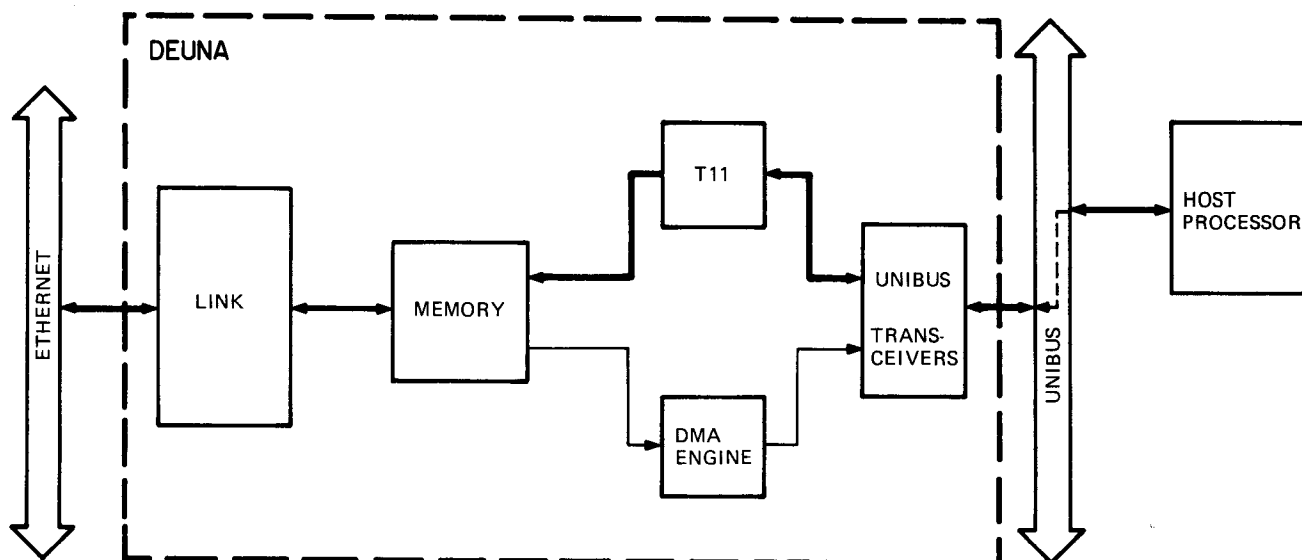 DEUNA
ETHERNET
LINK
MEMORY
T11
DMA
ENGINE
UNIBUS
TRANS-
CEIVERS
UNIBUS
HOST
PROCESSOR